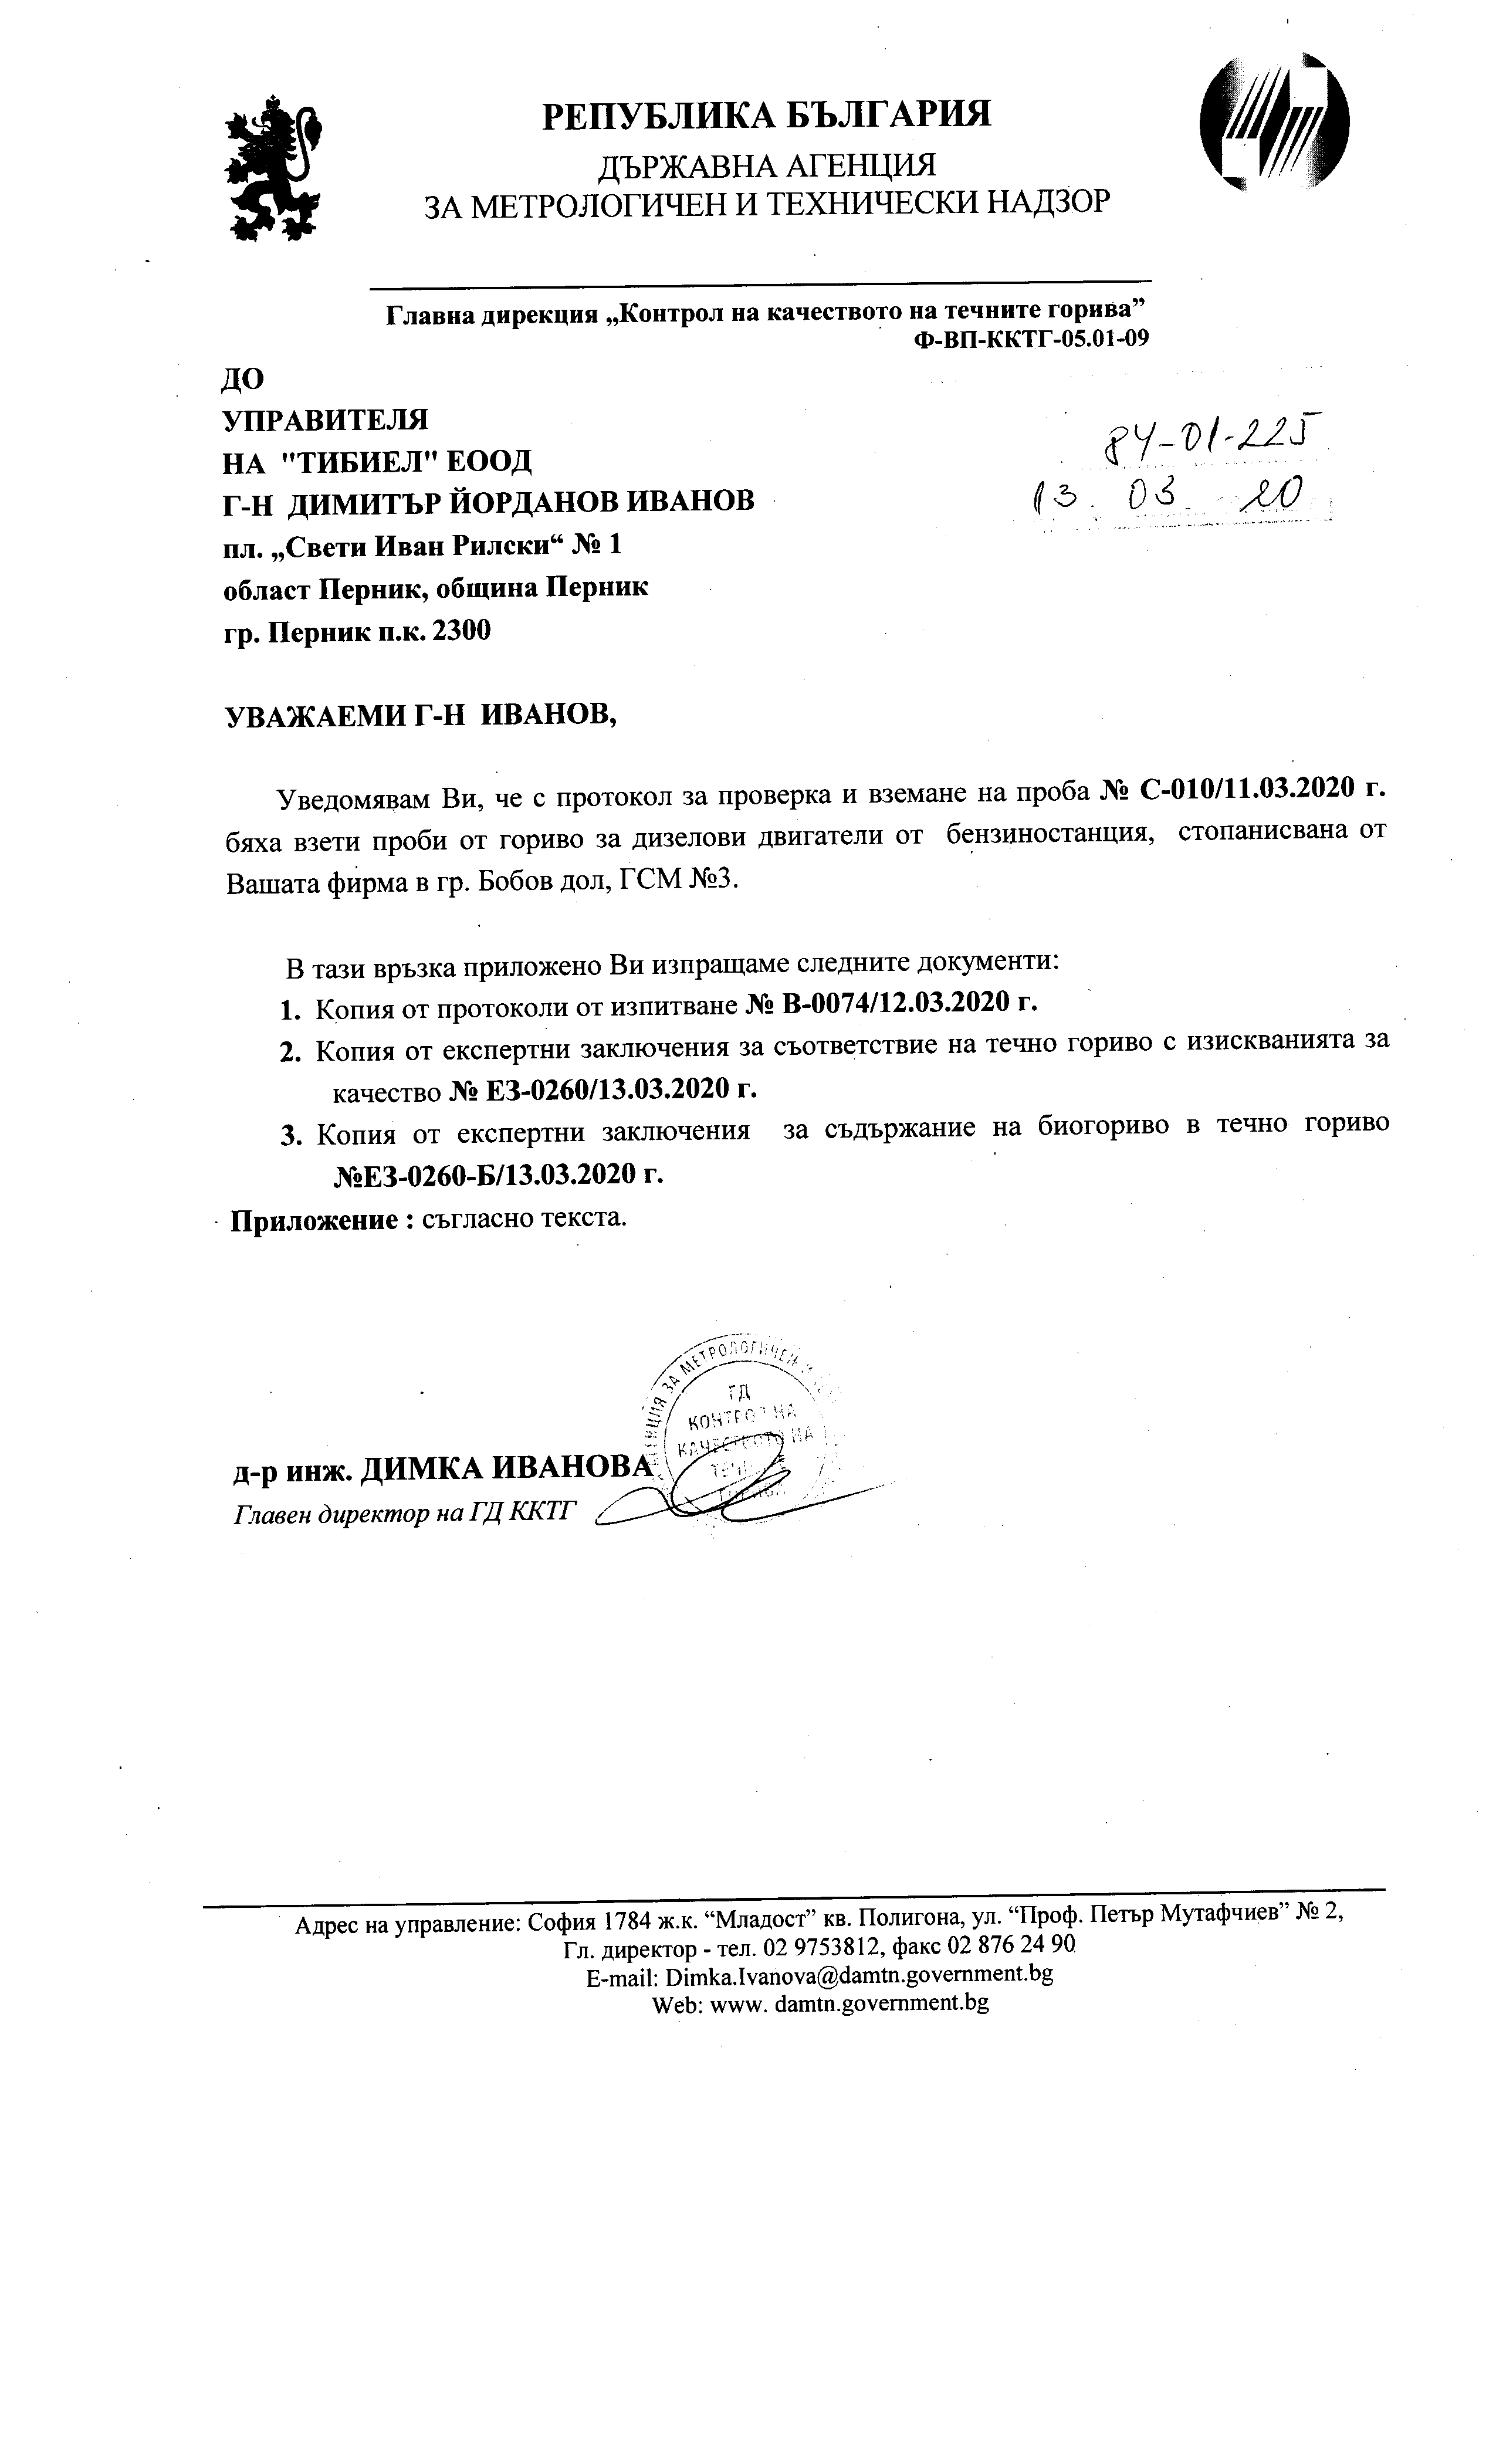 РЕПУБЛИКА БЪЛГАРИЯ
ДЪРЖАВНА АГЕНЦИЯ
ЗА МЕТРОЛОГИЧЕН И ТЕХНИЧЕСКИ НАДЗОР
Главна дирекция „Контрол на качеството на течните горива”
Ф-ВП-ККТГ-05.01-09
ДО
УПРАВИТЕЛЯ
НА "ТИБИЕЛ" ЕООД
Г-Н ДИМИТЪР ЙОРДАНОВ ИВАНОВ
пл. „Свети Иван Рилски“ № 1
област Перник, община Перник
гр. Перник п.к. 2300
84-01-225
13. 03. 20
УВАЖАЕМИ Г-Н ИВАНОВ,
Уведомявам Ви, че с протокол за проверка и вземане на проба № С-010/11.03.2020 г.
бяха взети проби от гориво за дизелови двигатели от бензиностанция, стопанисвана от
Вашата фирма в гр. Бобов дол, ГСМ №3.
В тази връзка приложено Ви изпращаме следните документи:
1. Копия от протоколи от изпитване № В-0074/12.03.2020 г.
2. Копия от експертни заключения за съответствие на течно гориво с изискванията за
качество № ЕЗ-0260/13.03.2020 г.
3. Копия от експертни заключения за съдържание на биогориво в течно гориво
№ЕЗ-0260-Б/13.03.2020 г.
Приложение : съгласно текста.
ЗА МЕТРОЛОГИЧЕН
ГД
КОНТРОЛ НА
КАЧЕСТВОТО НА
д-р инж. ДИМКА ИВАНОВА
Главен директор на ГД ККТГ
Адрес на управление: София 1784 ж.к. “Младост” кв. Полигона, ул. “Проф. Петър Мутафчиев” № 2,
Гл. директор - тел. 02 9753812, факс 02 876 24 90
E-mail: Dimka.Ivanova@damtn.government.bg
Web: www. damtn.government.bg